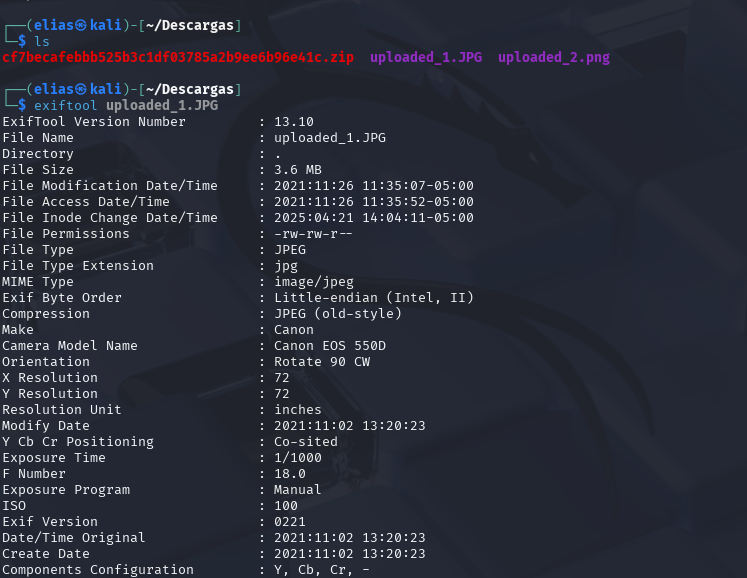 ┌──(elias㉿kali)-[~/Descargas]
└─$ ls
cf7becafebbb525b3c1df03785a2b9ee6b96e41c.zip  uploaded_1.JPG  uploaded_2.png
┌──(elias㉿kali)-[~/Descargas]
└─$ exiftool uploaded_1.JPG
ExifTool Version Number         : 13.10
File Name                       : uploaded_1.JPG
Directory                       : .
File Size                       : 3.6 MB
File Modification Date/Time     : 2021:11:26 11:35:07-05:00
File Access Date/Time           : 2021:11:26 11:35:52-05:00
File Inode Change Date/Time     : 2025:04:21 14:04:11-05:00
File Permissions                : -rw-rw-r--
File Type                       : JPEG
File Type Extension             : jpg
MIME Type                       : image/jpeg
Exif Byte Order                 : Little-endian (Intel, II)
Compression                     : JPEG (old-style)
Make                            : Canon
Camera Model Name               : Canon EOS 550D
Orientation                     : Rotate 90 CW
X Resolution                    : 72
Y Resolution                    : 72
Resolution Unit                 : inches
Modify Date                     : 2021:11:02 13:20:23
Y Cb Cr Positioning             : Co-sited
Exposure Time                   : 1/1000
F Number                        : 18.0
Exposure Program                : Manual
ISO                             : 100
Exif Version                    : 0221
Date/Time Original              : 2021:11:02 13:20:23
Create Date                     : 2021:11:02 13:20:23
Components Configuration        : Y, Cb, Cr, -